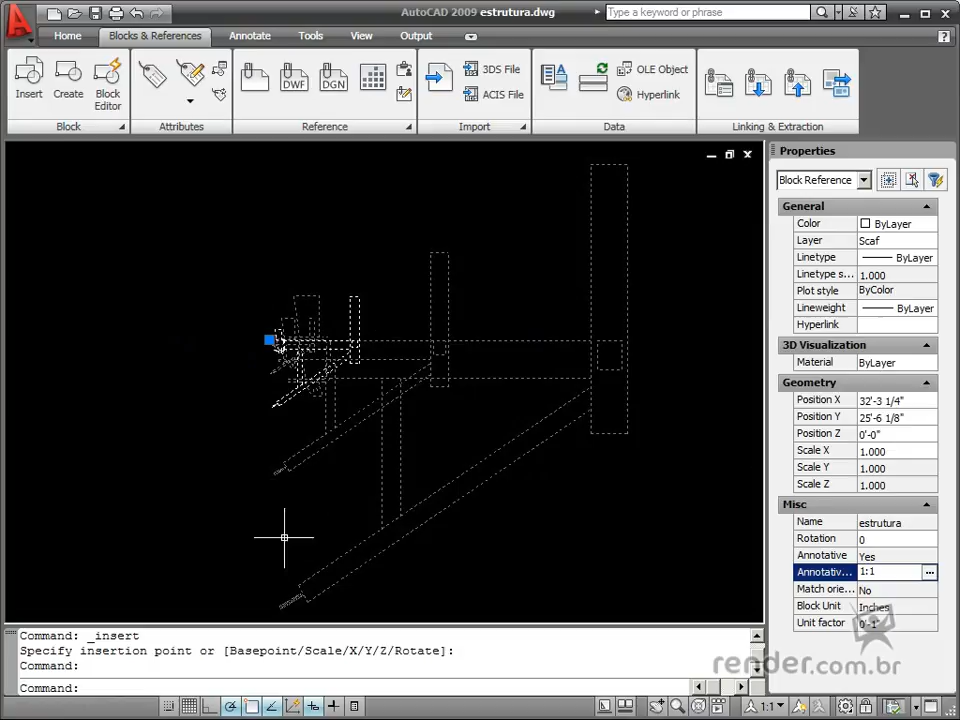 AutoCAD 2009 estrutura.dwg
Type a keyword or phrase
Home
Blocks & References
Annotate
Tools
View
Output
Insert
Create
Block Editor
DWF
DGN
3DS File
ACIS File
OLE Object
Hyperlink
Block
Attributes
Reference
Import
Data
Linking & Extraction
Properties
Block Reference
General
Color ByLayer
Layer Scaf
Linetype ByLayer
Linetype s... 1.000
Plot style ByColor
Lineweight ByLayer
Hyperlink
3D Visualization
Material ByLayer
Geometry
Position X 32'-3 1/4"
Position Y 25'-6 1/8"
Position Z 0'-0"
Scale X 1.000
Scale Y 1.000
Scale Z 1.000
Misc
Name estrutura
Rotation 0
Annotative Yes
Annotativ... 1:1 ...
Match orie... No
Block Unit Inches
Unit factor 0'-1"
Command: _insert
Specify insertion point or [Basepoint/Scale/X/Y/Z/Rotate]:
Command:
Command:
render.com.br
1:1